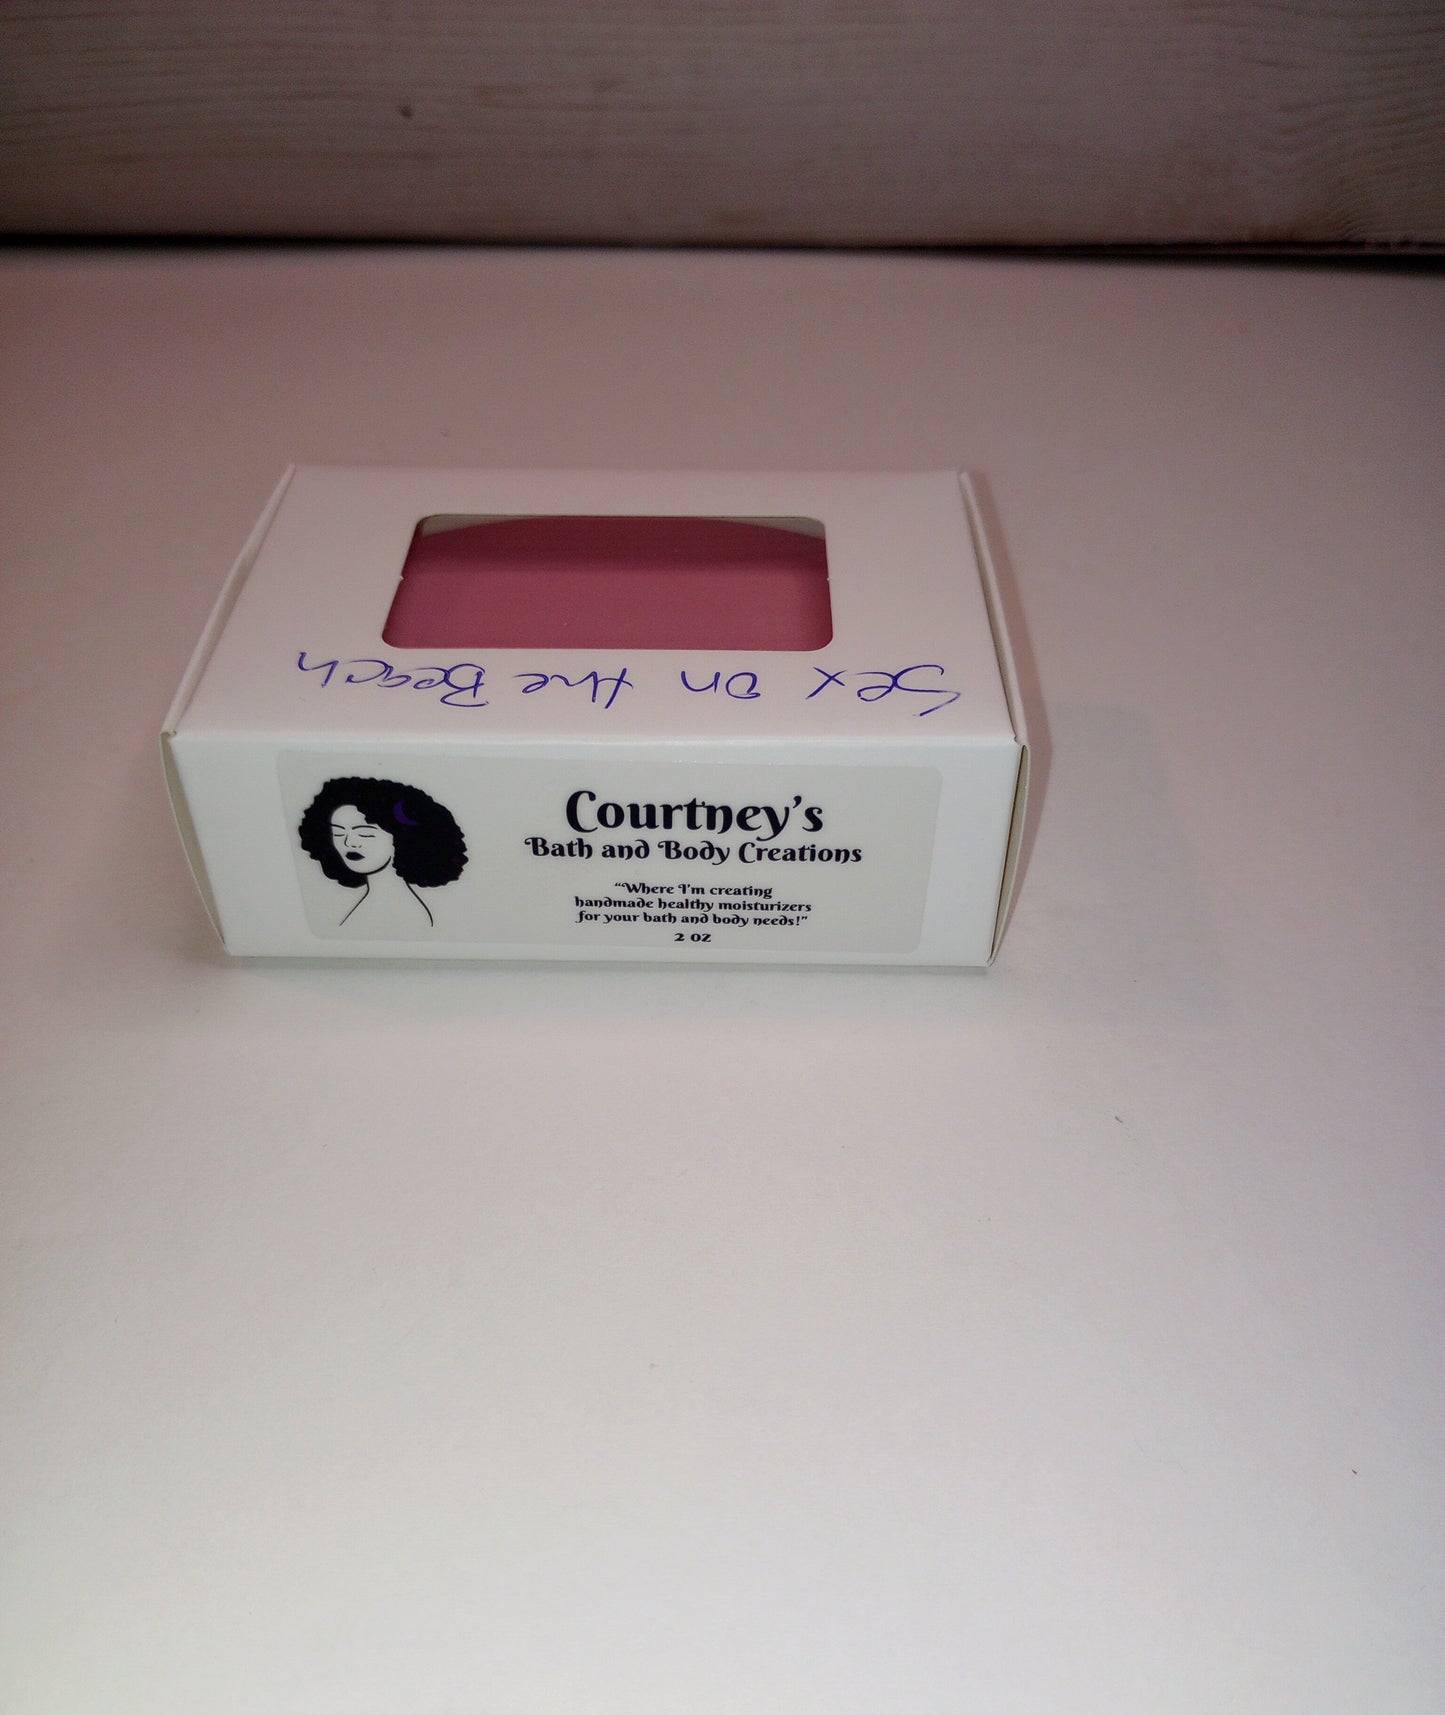 Sex on the Beach
Courtney's
Bath and Body Creations
"Where I'm creating
handmade healthy moisturizers
for your bath and body needs!"
2 OZ